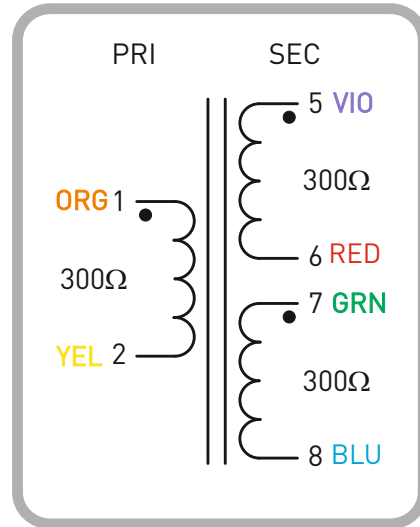 PRI
SEC
5 VIO
300Ω
ORG 1
6 RED
300Ω
7 GRN
YEL 2
300Ω
8 BLU